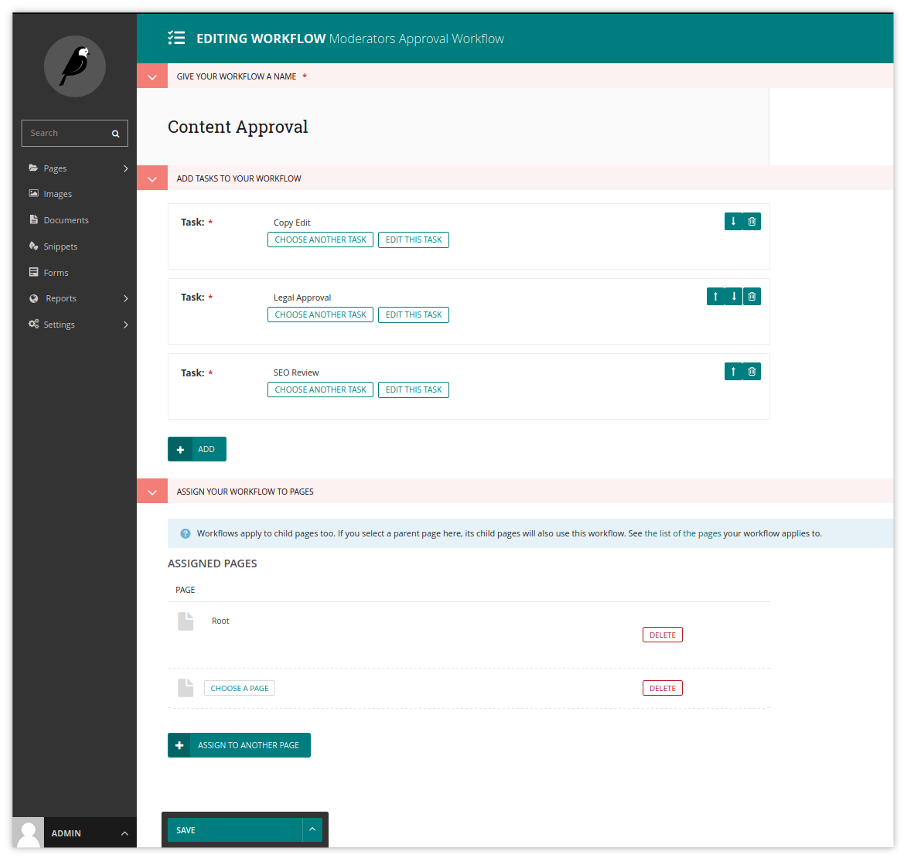 EDITING WORKFLOW Moderators Approval Workflow
Search
Pages
Images
Documents
Snippets
Forms
Reports
Settings
ADMIN
GIVE YOUR WORKFLOW A NAME *
Content Approval
ADD TASKS TO YOUR WORKFLOW
Task: * Copy Edit
CHOOSE ANOTHER TASK EDIT THIS TASK
Task: * Legal Approval
CHOOSE ANOTHER TASK EDIT THIS TASK
Task: * SEO Review
CHOOSE ANOTHER TASK EDIT THIS TASK
ADD
ASSIGN YOUR WORKFLOW TO PAGES
Workflows apply to child pages too. If you select a parent page here, its child pages will also use this workflow. See the list of the pages your workflow applies to.
ASSIGNED PAGES
PAGE
Root
DELETE
CHOOSE A PAGE DELETE
ASSIGN TO ANOTHER PAGE
SAVE